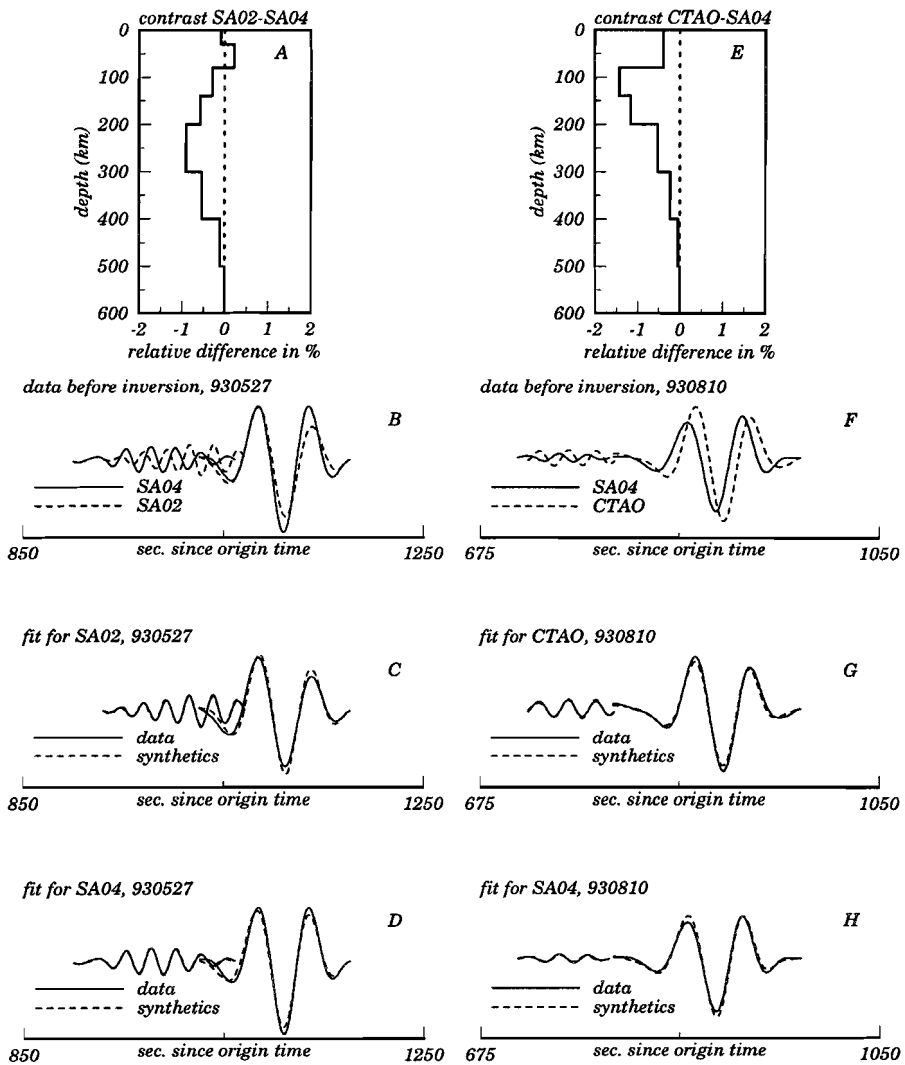 contrast SA02-SA04
A
0
100
200
300
400
500
600
depth (km)
-2 -1 0 1 2
relative difference in %
contrast CTAO-SA04
E
0
100
200
300
400
500
600
depth (km)
-2 -1 0 1 2
relative difference in %
data before inversion, 930527
B
SA04
SA02
850 sec. since origin time 1250
data before inversion, 930810
F
SA04
CTAO
675 sec. since origin time 1050
fit for SA02, 930527
C
data
synthetics
850 sec. since origin time 1250
fit for CTAO, 930810
G
data
synthetics
675 sec. since origin time 1050
fit for SA04, 930527
D
data
synthetics
850 sec. since origin time 1250
fit for SA04, 930810
H
data
synthetics
675 sec. since origin time 1050